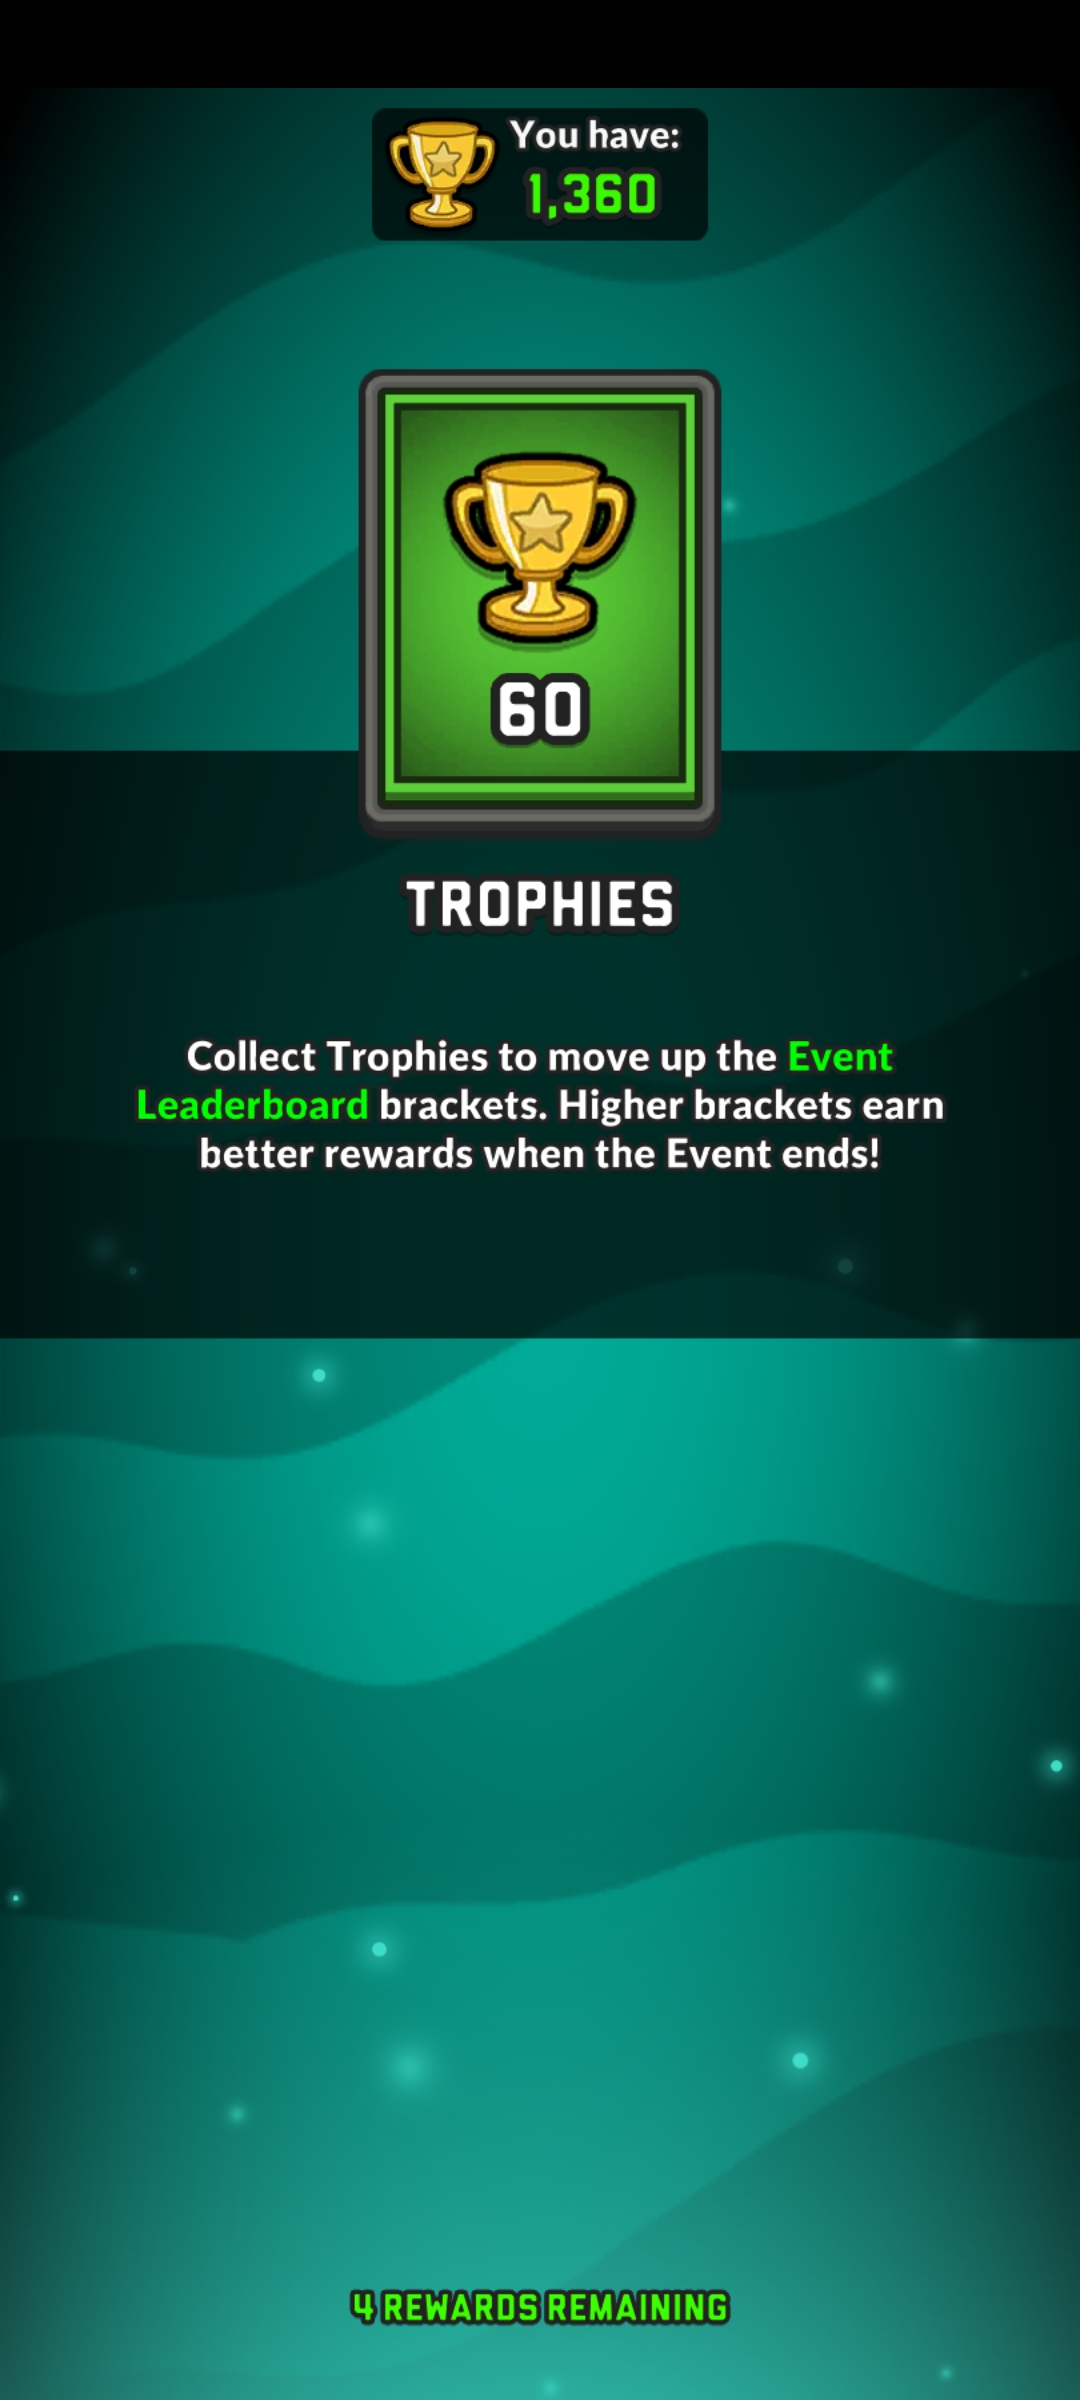 You have:
1,360
60
TROPHIES
Collect Trophies to move up the Event
Leaderboard brackets. Higher brackets earn
better rewards when the Event ends!
4 REWARDS REMAINING